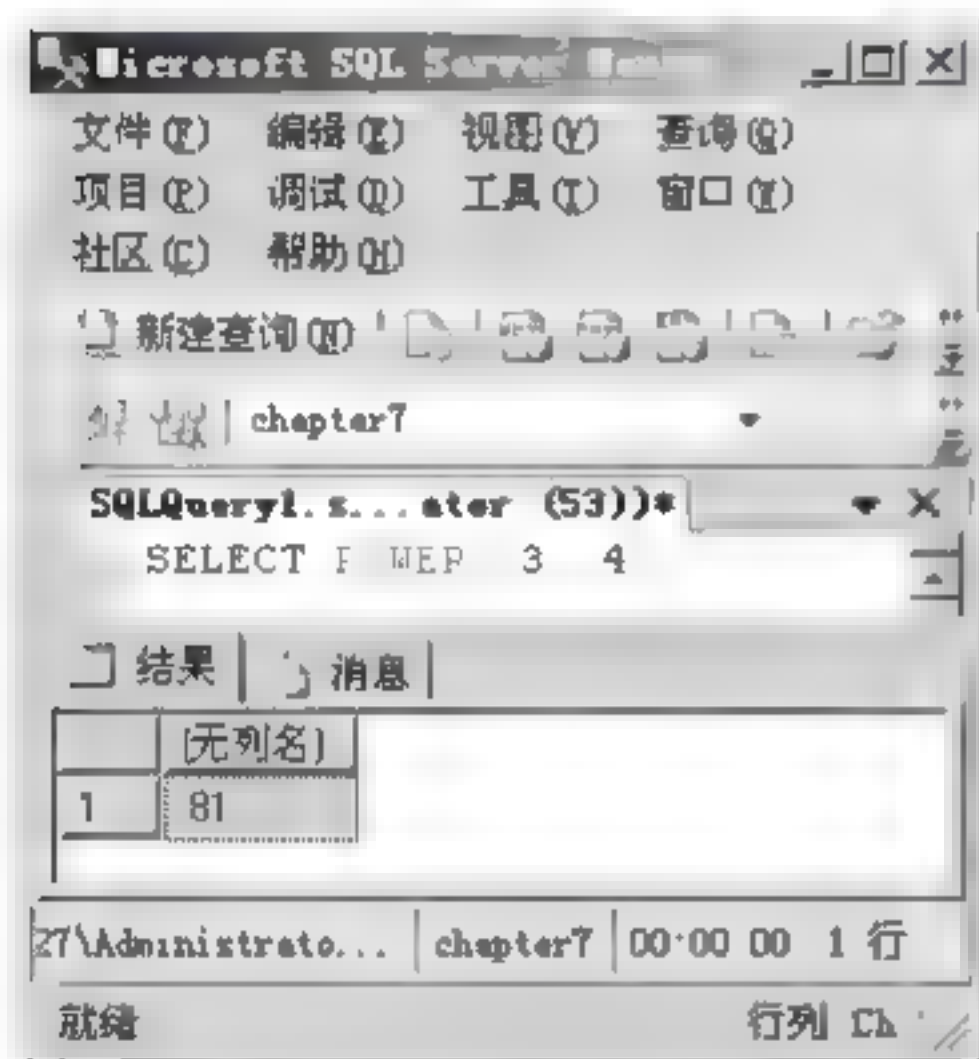 Microsoft SQL Server
文件(F) 编辑(E) 视图(V) 查询(Q)
项目(P) 调试(D) 工具(T) 窗口(W)
社区(C) 帮助(H)
新建查询(N)
chapter7
SQLQuery1.s...ater (53))*
SELECT 3 4
结果 消息
(无列名)
1 81
27\Administrato... chapter7 00:00:00 1 行
就绪 行 列 Ch